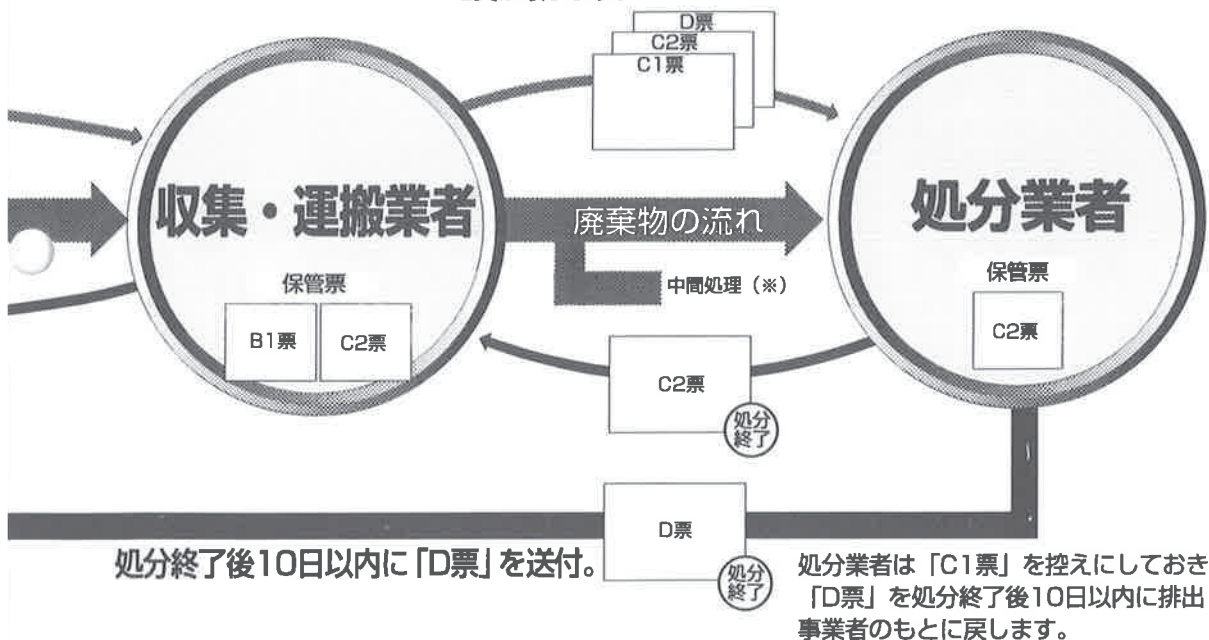 D票
C2票
C1票
収集・運搬業者
廃棄物の流れ
処分業者
中間処理（※）
保管票
B1票
C2票
保管票
C2票
C2票
処分
終了
D票
処分
終了
処分終了後10日以内に「D票」を送付。
処分業者は「C1票」を控えにしておき
「D票」を処分終了後10日以内に排出
事業者のもとに戻します。